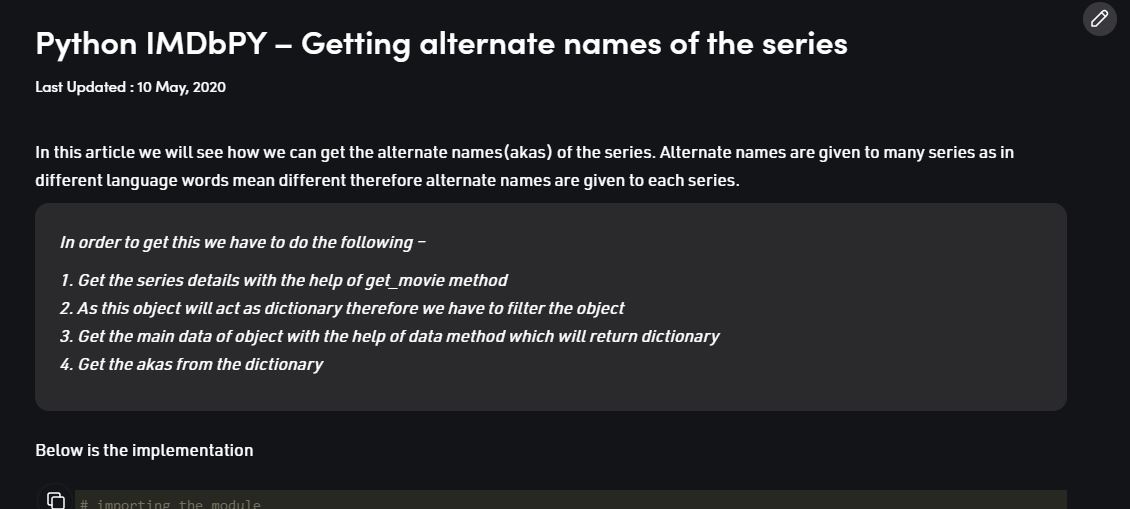 Python IMDbPY – Getting alternate names of the series
Last Updated : 10 May, 2020
In this article we will see how we can get the alternate names(akas) of the series. Alternate names are given to many series as in
different language words mean different therefore alternate names are given to each series.
In order to get this we have to do the following –
1. Get the series details with the help of get_movie method
2. As this object will act as dictionary therefore we have to filter the object
3. Get the main data of object with the help of data method which will return dictionary
4. Get the akas from the dictionary
Below is the implementation
# importing the module